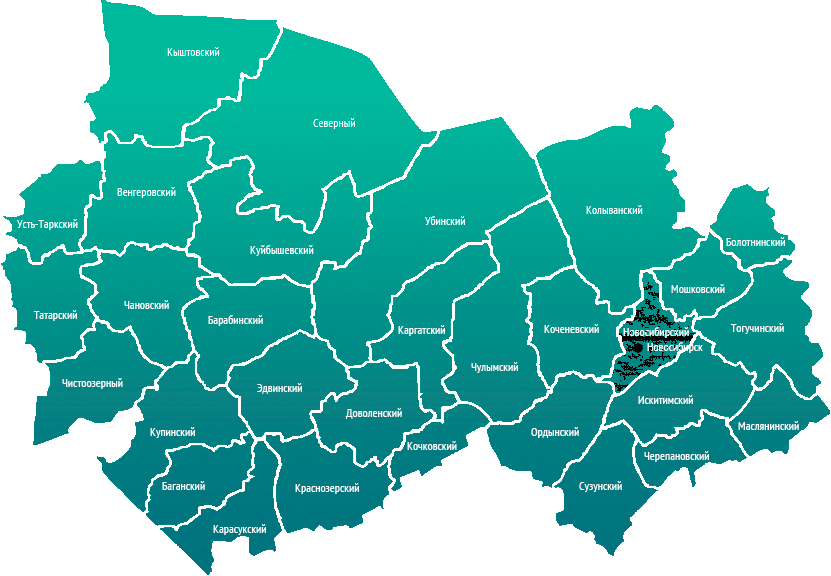 Кыштовский
Северный
Венгеровский
Усть-Таркский
Убинский
Колыванский
Куйбышевский
Болотнинский
Мошковский
Татарский
Чановский
Барабинский
Каргатский
Коченевский
Новосибирский
Тогучинский
Новосибирск
Чулымский
Чистоозерный
Эдвинский
Искитимский
Доволенский
Маслянинский
Купинский
Ордынский
Кочковский
Черепановский
Баганский
Краснозерский
Сузунский
Карасукский